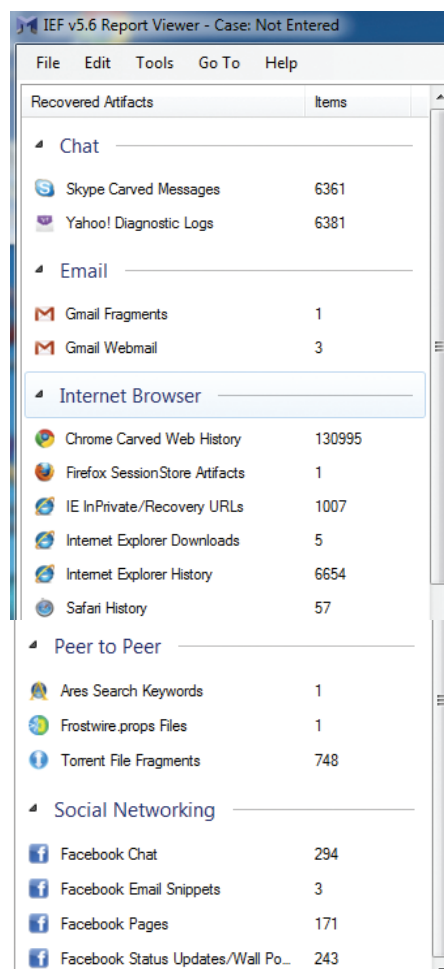 IEF v5.6 Report Viewer - Case: Not Entered
File Edit Tools Go To Help
Recovered Artifacts Items
Chat
Skype Carved Messages 6361
Yahoo! Diagnostic Logs 6381
Email
Gmail Fragments 1
Gmail Webmail 3
Internet Browser
Chrome Carved Web History 130995
Firefox SessionStore Artifacts 1
IE InPrivate/Recovery URLs 1007
Internet Explorer Downloads 5
Internet Explorer History 6654
Safari History 57
Peer to Peer
Ares Search Keywords 1
Frostwire.props Files 1
Torrent File Fragments 748
Social Networking
Facebook Chat 294
Facebook Email Snippets 3
Facebook Pages 171
Facebook Status Updates/Wall Po... 243